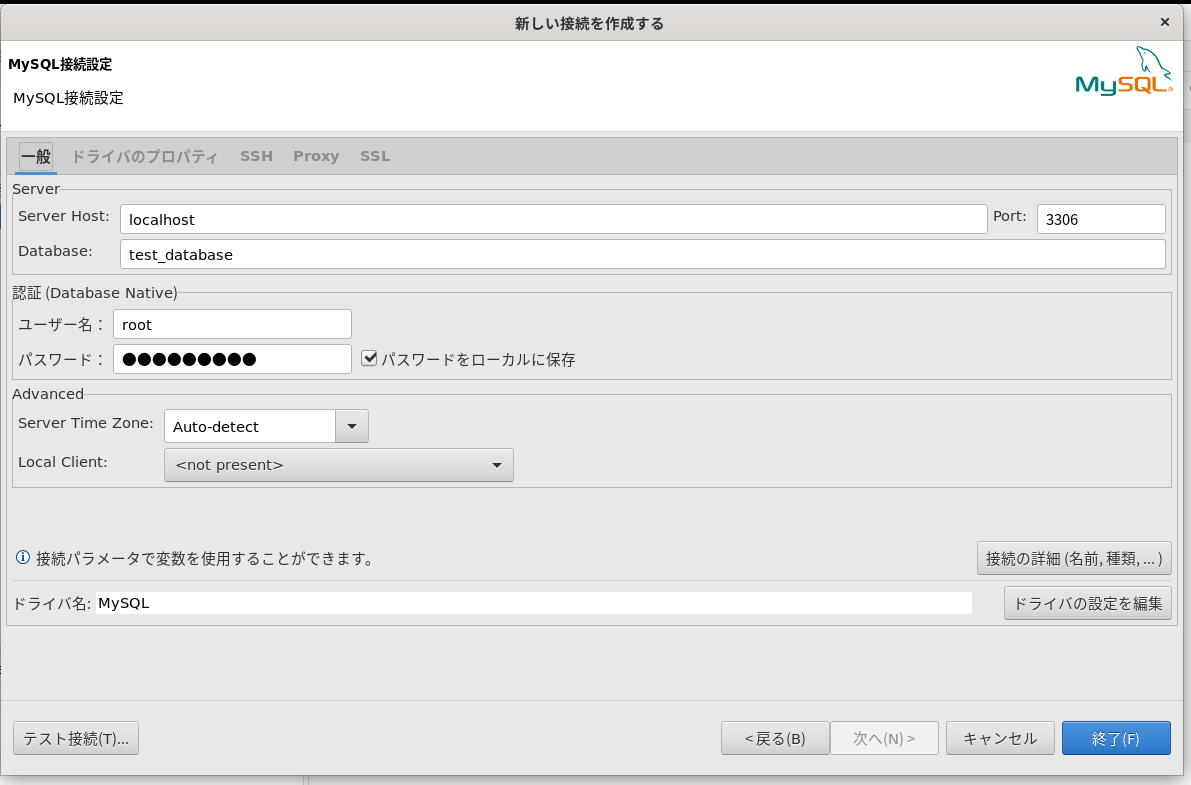 新しい接続を作成する
MySQL接続設定
MySQL接続設定
MySQL
一般 ドライバのプロパティ SSH Proxy SSL
Server
Server Host: localhost Port: 3306
Database: test_database
認証 (Database Native)
ユーザー名： root
パスワード： ●●●●●●●●● パスワードをローカルに保存
Advanced
Server Time Zone: Auto-detect
Local Client: <not present>
接続パラメータで変数を使用することができます。 接続の詳細 (名前, 種類, ... )
ドライバ名: MySQL ドライバの設定を編集
テスト接続(T)... < 戻る(B) 次へ(N) > キャンセル 終了(F)